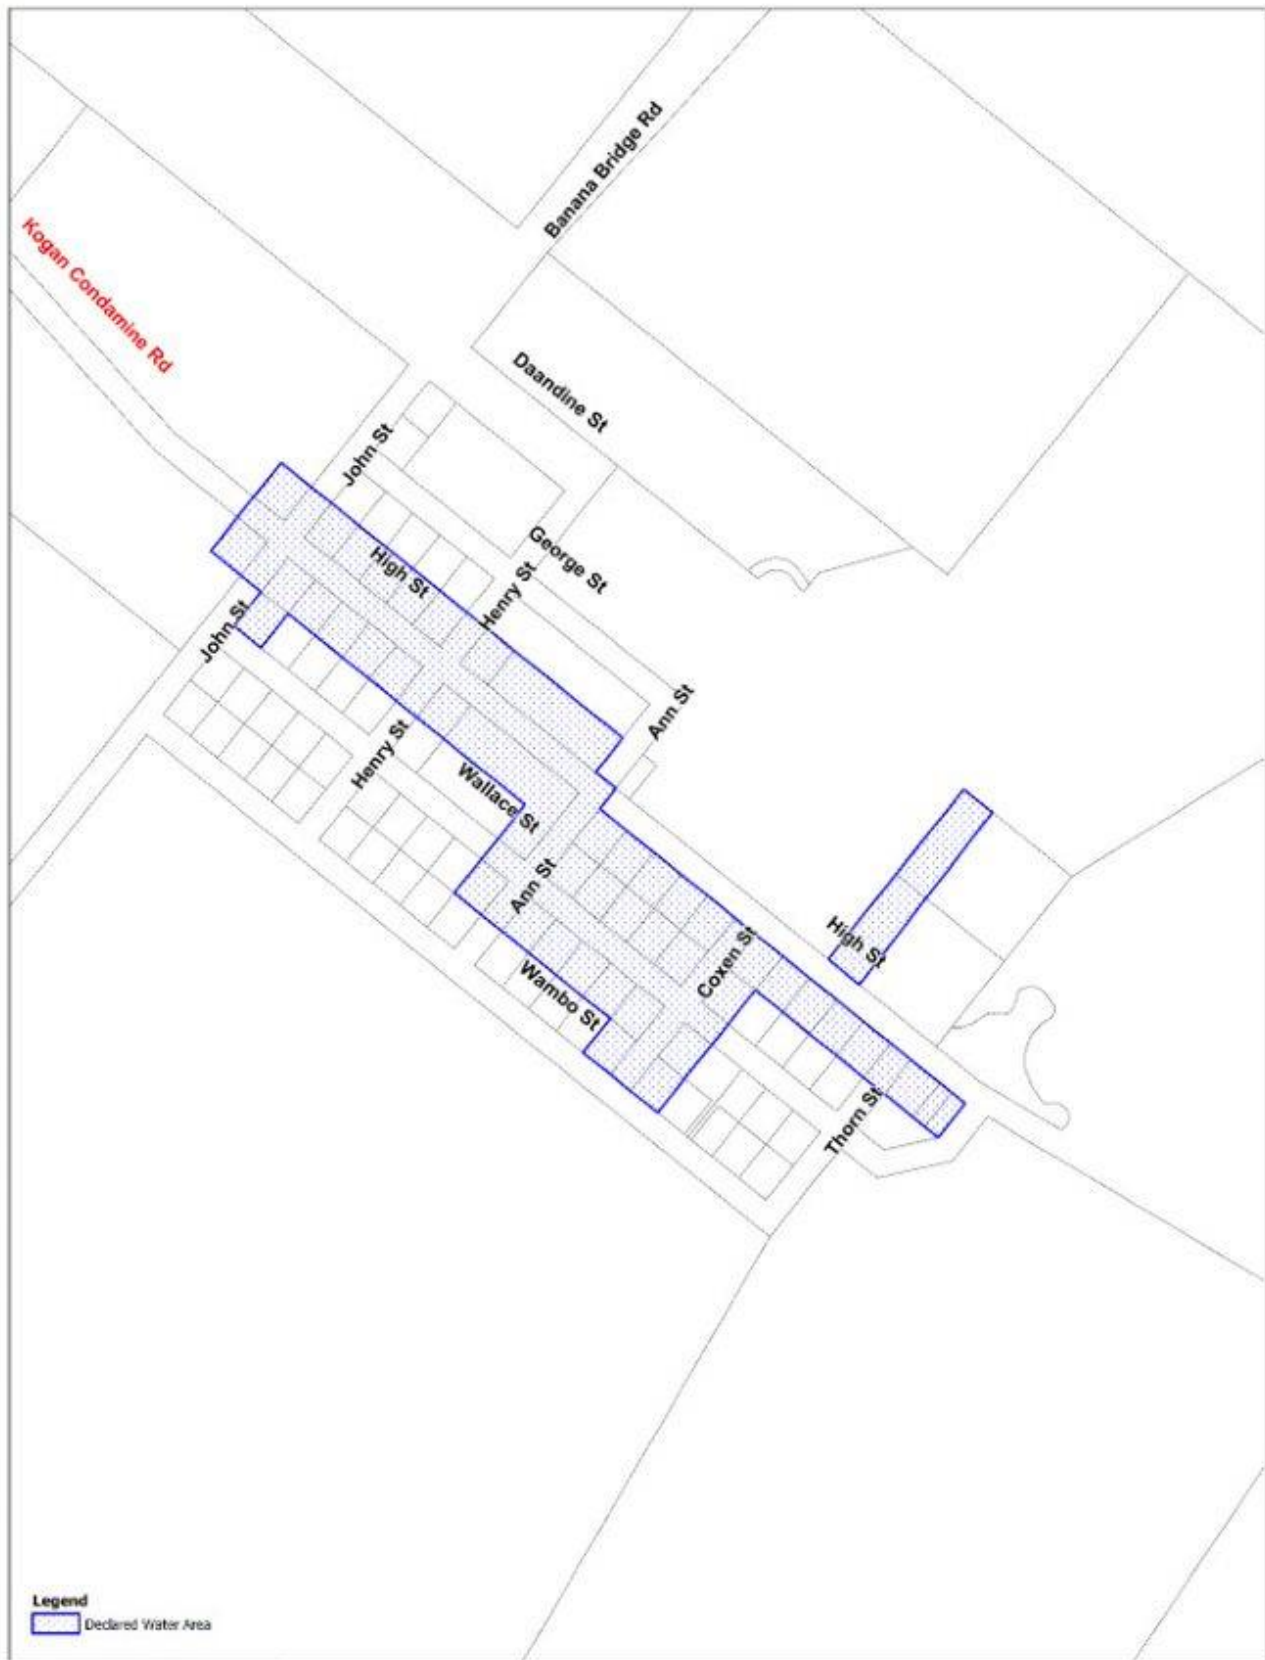 Banana Bridge Rd
Kogan Condamine Rd
Daandine St
John St
George St
High St
Henry St
John St
Ann St
Henry St
Wallace St
Ann St
High St
Coxen St
Wambo St
Thorn St
Legend
Declared Water Area